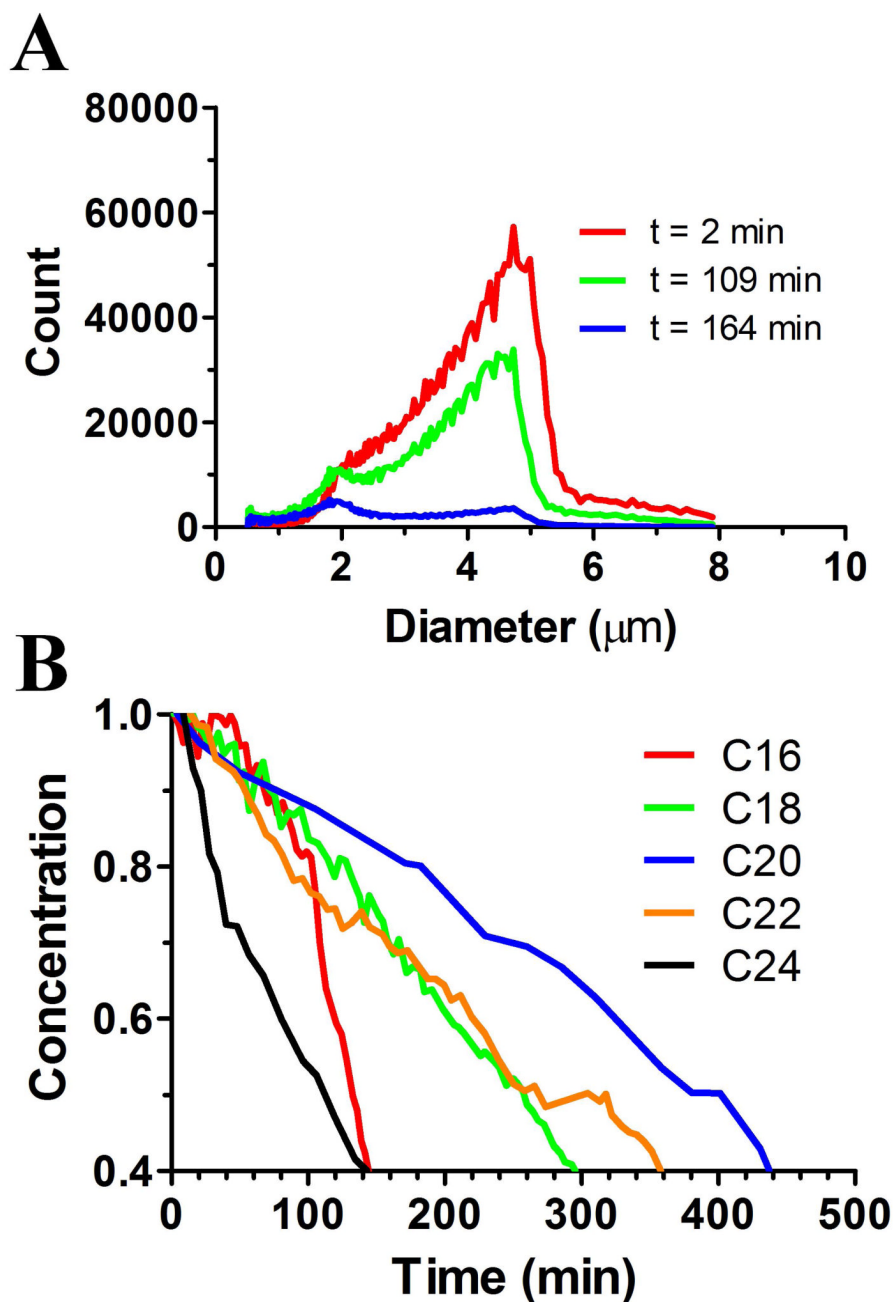 A
80000
60000
40000
20000
0
Count
t = 2 min
t = 109 min
t = 164 min
0 2 4 6 8 10
Diameter (μm)
B
1.0
0.8
0.6
0.4
Concentration
C16
C18
C20
C22
C24
0 100 200 300 400 500
Time (min)